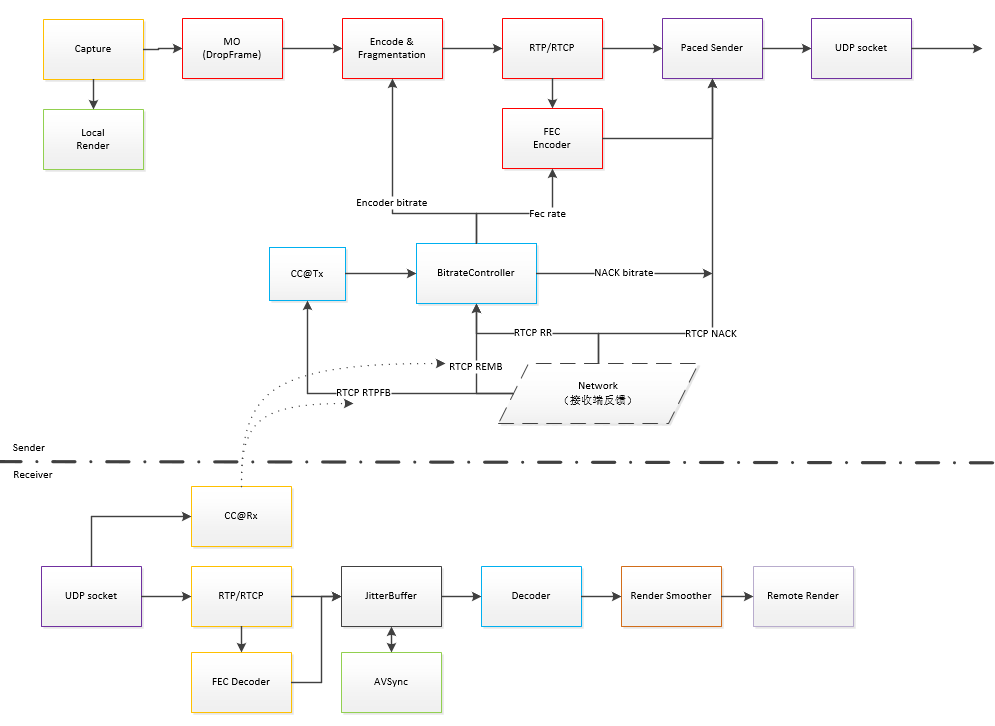 Capture
MO
(DropFrame)
Encode &
Fragmentation
RTP/RTCP
Paced Sender
UDP socket
Local
Render
FEC
Encoder
Encoder bitrate
Fec rate
CC@Tx
BitrateController
NACK bitrate
RTCP RR
RTCP NACK
RTCP REMB
RTCP RTPFB
Network
（接收端反馈）
Sender
Receiver
CC@Rx
UDP socket
RTP/RTCP
JitterBuffer
Decoder
Render Smoother
Remote Render
FEC Decoder
AVSync